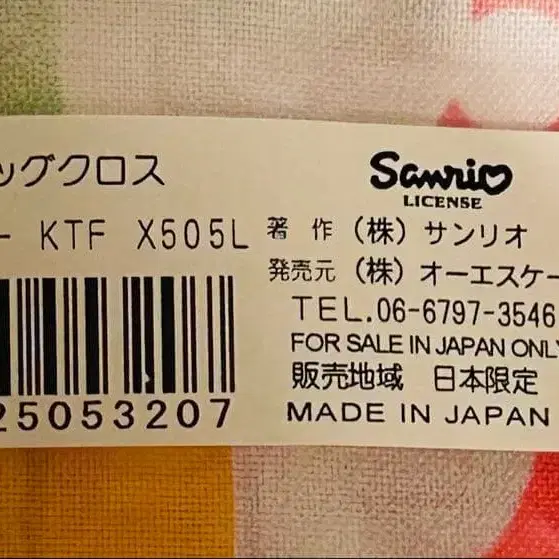 ッグクロス
Sanrio
LICENSE
- KTF X505L
著 作 (株) サンリオ
発売元 (株) オーエスケー
TEL.06-6797-3546
FOR SALE IN JAPAN ONLY
販売地域 日本限定
25053207
MADE IN JAPAN